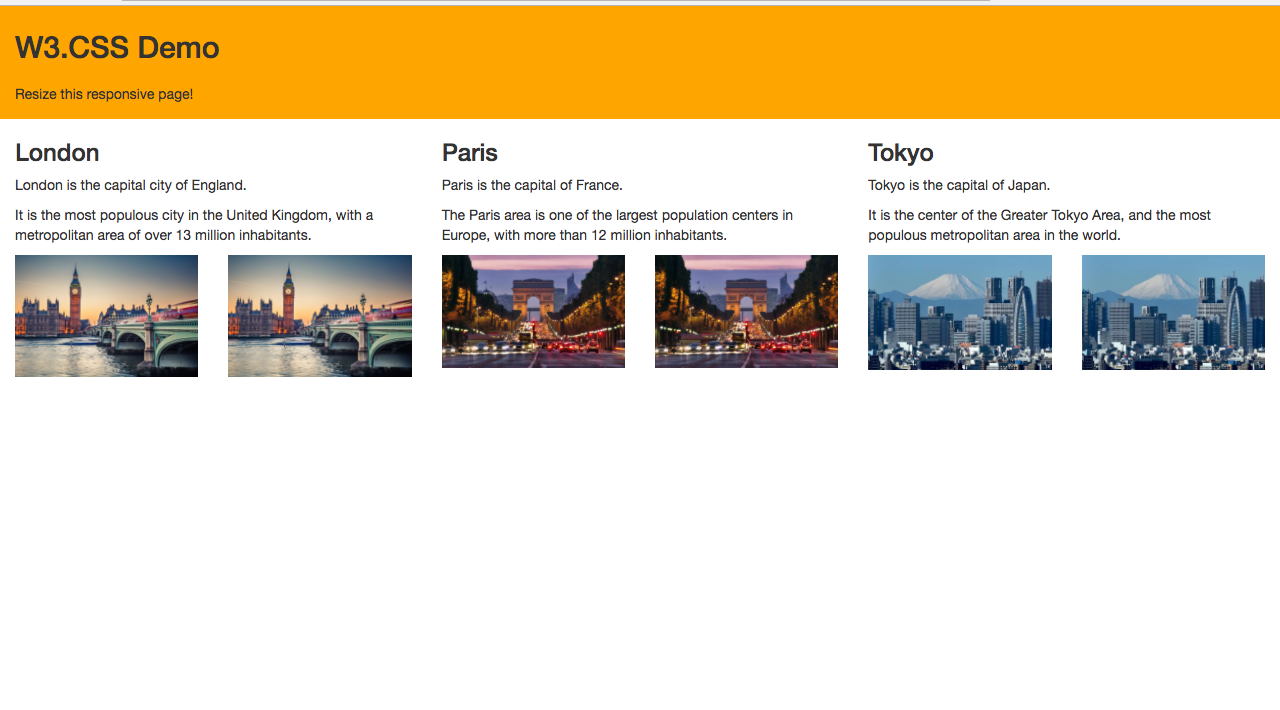 W3.CSS Demo
Resize this responsive page!
London
London is the capital city of England.
It is the most populous city in the United Kingdom, with a
metropolitan area of over 13 million inhabitants.
Paris
Paris is the capital of France.
The Paris area is one of the largest population centers in
Europe, with more than 12 million inhabitants.
Tokyo
Tokyo is the capital of Japan.
It is the center of the Greater Tokyo Area, and the most
populous metropolitan area in the world.